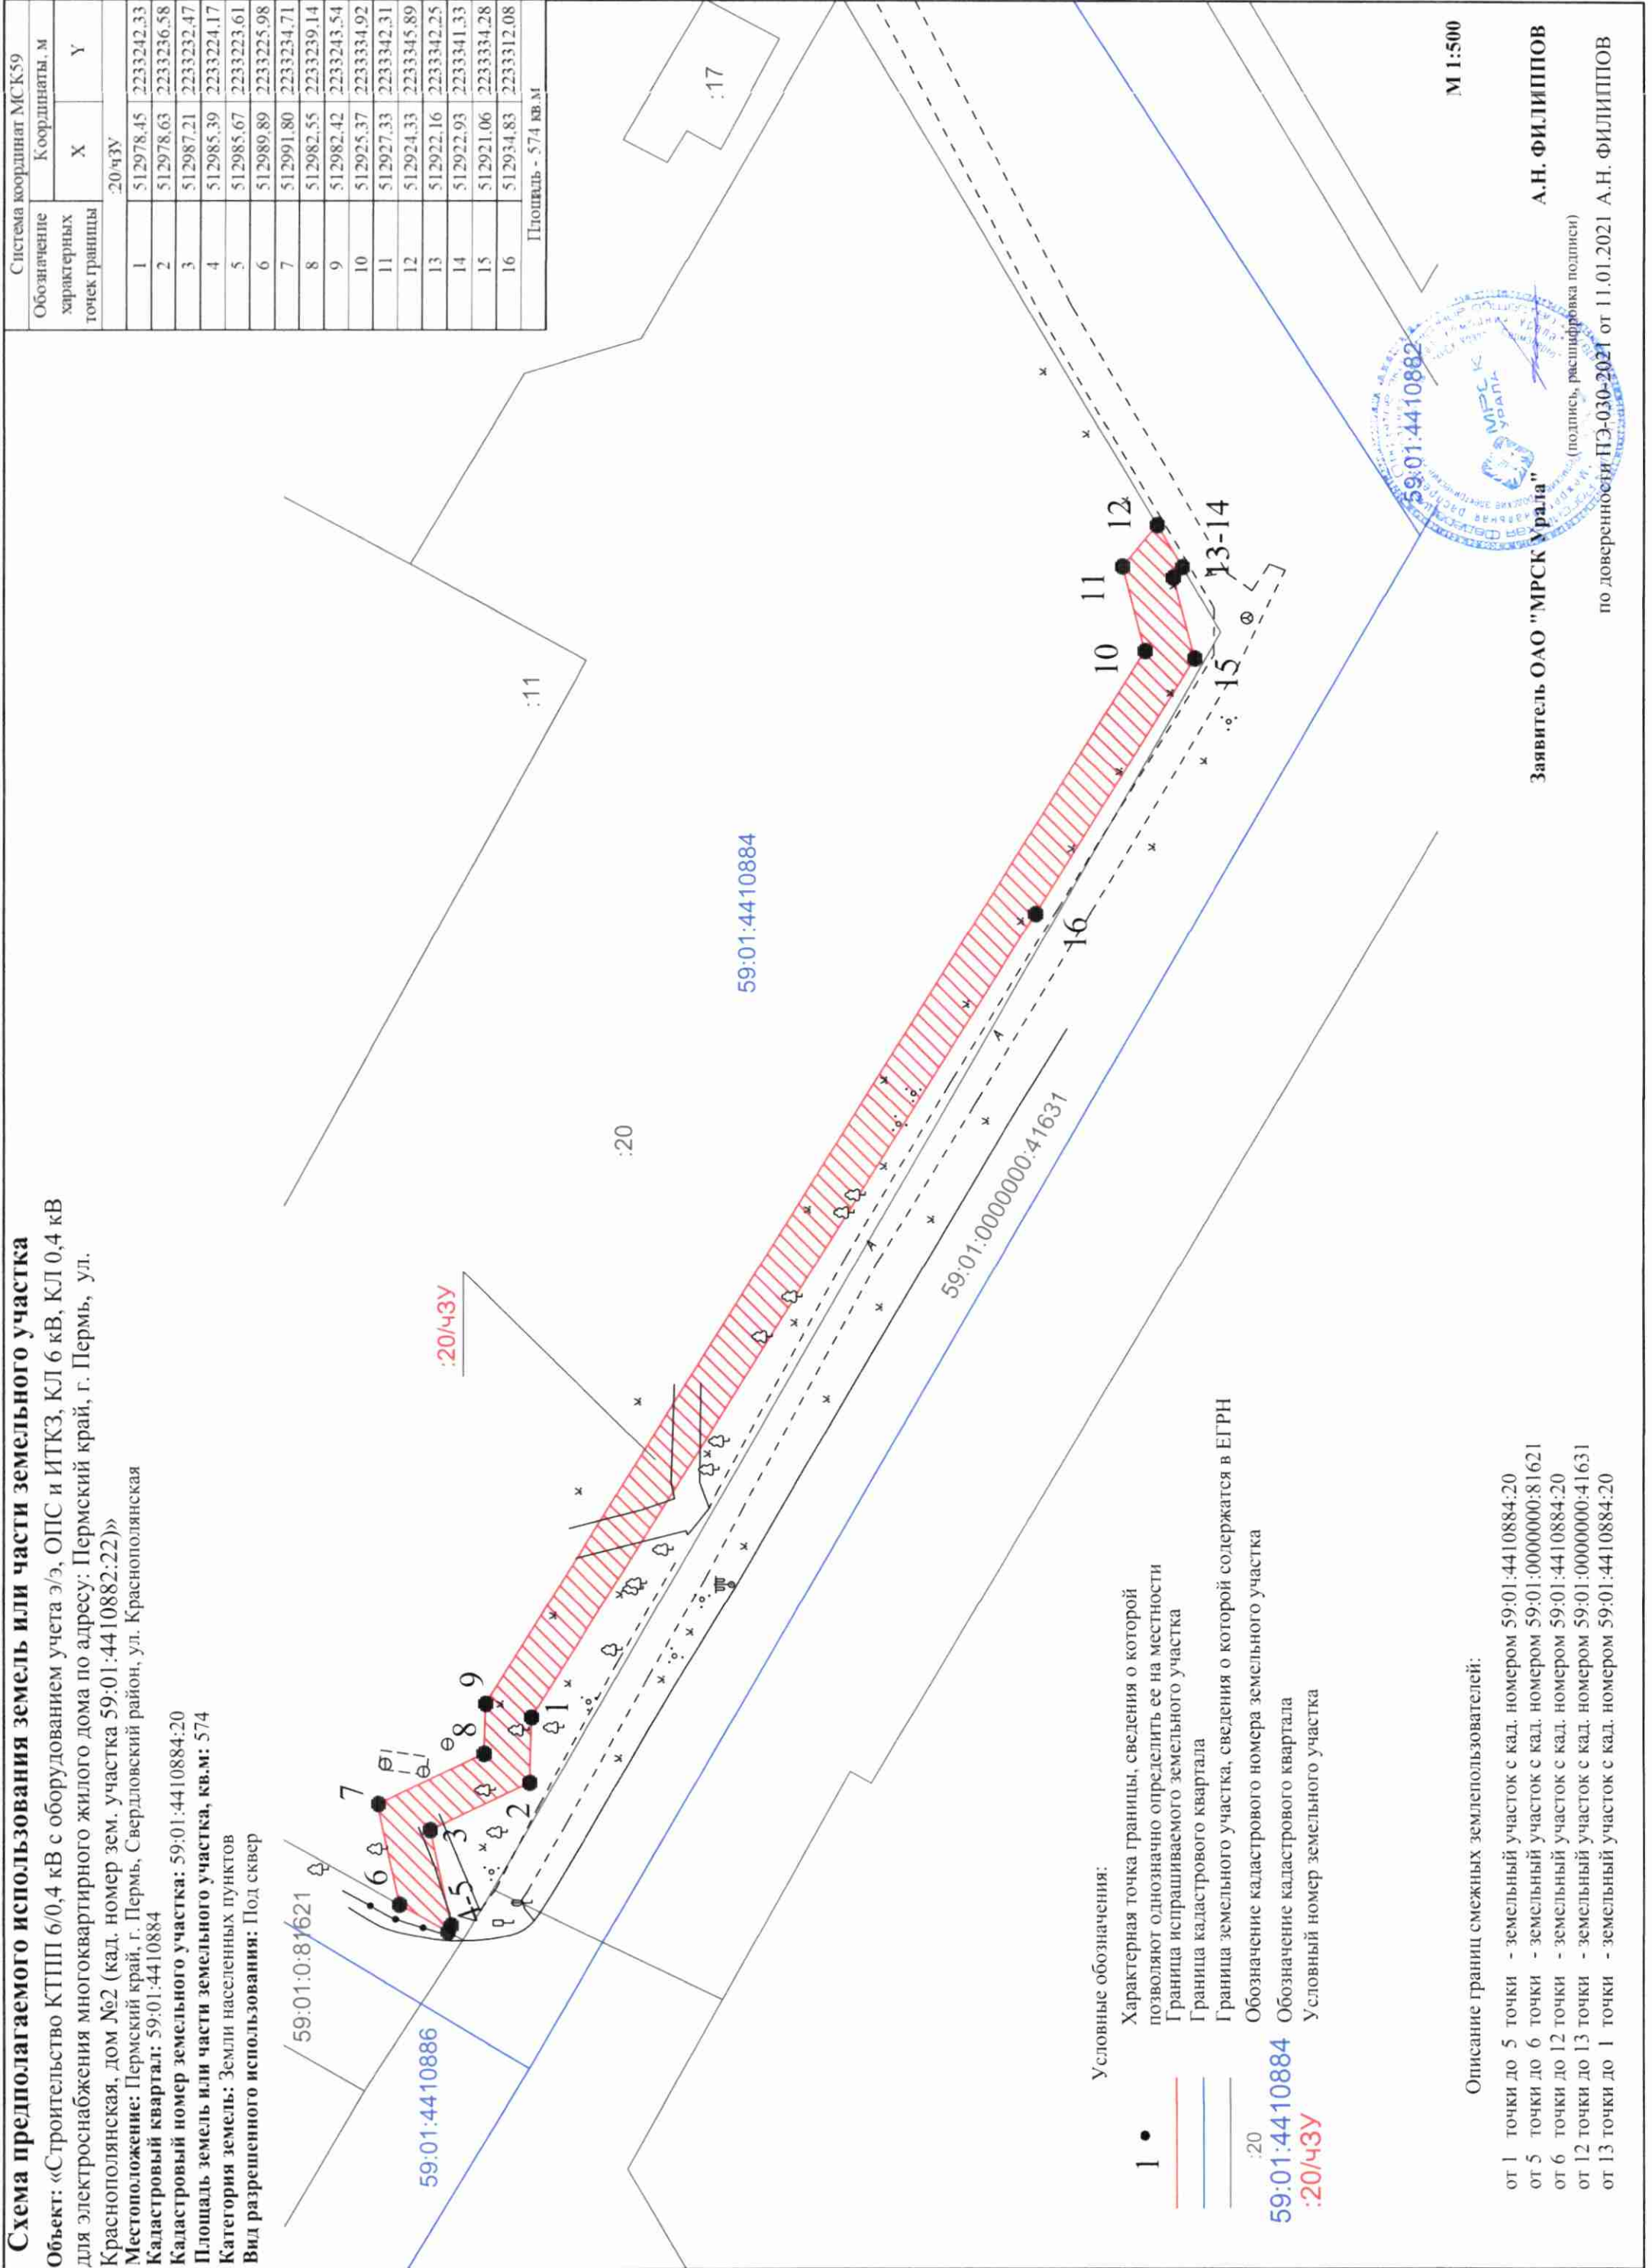 Схема предполагаемого использования земель или части земельного участка
Объект: «Строительство КТПП 6/0,4 кВ с оборудованием учета э/э, ОПС и ИТКЗ, КЛ 6 кВ, КЛ 0,4 кВ
для электроснабжения многоквартирного жилого дома по адресу: Пермский край, г. Пермь, ул.
Краснополянская, дом №2 (кад. номер зем. участка 59:01:4410882:22)»
Местоположение: Пермский край, г. Пермь, Свердловский район, ул. Краснополянская
Кадастровый квартал: 59:01:4410884
Кадастровый номер земельного участка: 59:01:4410884:20
Площадь земель или части земельного участка, кв.м: 574
Категория земель: Земли населенных пунктов
Вид разрешенного использования: Под сквер
Система координат МСК59
Обозначение характерных точек границы
Координаты, м
X Y
:20/чЗУ
1 512978,45 2233242,33
2 512978,63 2233236,58
3 512987,21 2233232,47
4 512985,39 2233224,17
5 512985,67 2233223,61
6 512989,89 2233225,98
7 512991,80 2233234,71
8 512982,55 2233239,14
9 512982,42 2233243,54
10 512925,37 2233334,92
11 512927,33 2233342,31
12 512924,33 2233345,89
13 512922,16 2233342,25
14 512922,93 2233341,33
15 512921,06 2233334,28
16 512934,83 2233312,08
Площадь - 574 кв.м
59:01:0:81621
59:01:4410886
7
6
4-5
3
8
9
2
1
:20/чЗУ
:20
:11
:17
59:01:4410884
59:01:0000000:41631
16
10
11
12
13-14
15
59:01:4410882
Условные обозначения:
1 Характерная точка границы, сведения о которой
позволяют однозначно определить ее на местности
Граница испрашиваемого земельного участка
Граница кадастрового квартала
Граница земельного участка, сведения о которой содержатся в ЕГРН
:20 Обозначение кадастрового номера земельного участка
59:01:4410884 Обозначение кадастрового квартала
:20/чЗУ Условный номер земельного участка
Описание границ смежных землепользователей:
от 1 точки до 5 точки - земельный участок с кад. номером 59:01:4410884:20
от 5 точки до 6 точки - земельный участок с кад. номером 59:01:0000000:81621
от 6 точки до 12 точки - земельный участок с кад. номером 59:01:4410884:20
от 12 точки до 13 точки - земельный участок с кад. номером 59:01:0000000:41631
от 13 точки до 1 точки - земельный участок с кад. номером 59:01:4410884:20
М 1:500
МРСК
УРАЛА
Заявитель ОАО "МРСК Урала" А.Н. ФИЛИППОВ
(подпись, расшифровка подписи)
по доверенности ПЭ-030-2021 от 11.01.2021 А.Н. ФИЛИППОВ